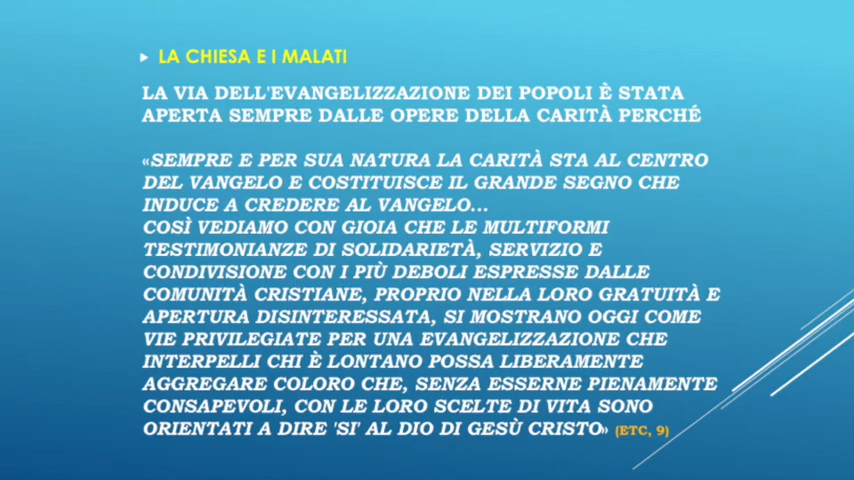 LA CHIESA E I MALATI
LA VIA DELL'EVANGELIZZAZIONE DEI POPOLI È STATA
APERTA SEMPRE DALLE OPERE DELLA CARITÀ PERCHÉ
«SEMPRE E PER SUA NATURA LA CARITÀ STA AL CENTRO
DEL VANGELO E COSTITUISCE IL GRANDE SEGNO CHE
INDUCE A CREDERE AL VANGELO...
COSÌ VEDIAMO CON GIOIA CHE LE MULTIFORMI
TESTIMONIANZE DI SOLIDARIETÀ, SERVIZIO E
CONDIVISIONE CON I PIÙ DEBOLI ESPRESSE DALLE
COMUNITÀ CRISTIANE, PROPRIO NELLA LORO GRATUITÀ E
APERTURA DISINTERESSATA, SI MOSTRANO OGGI COME
VIE PRIVILEGIATE PER UNA EVANGELIZZAZIONE CHE
INTERPELLI CHI È LONTANO POSSA LIBERAMENTE
AGGREGARE COLORO CHE, SENZA ESSERNE PIENAMENTE
CONSAPEVOLI, CON LE LORO SCELTE DI VITA SONO
ORIENTATI A DIRE 'SI' AL DIO DI GESÙ CRISTO» (ETC, 9)